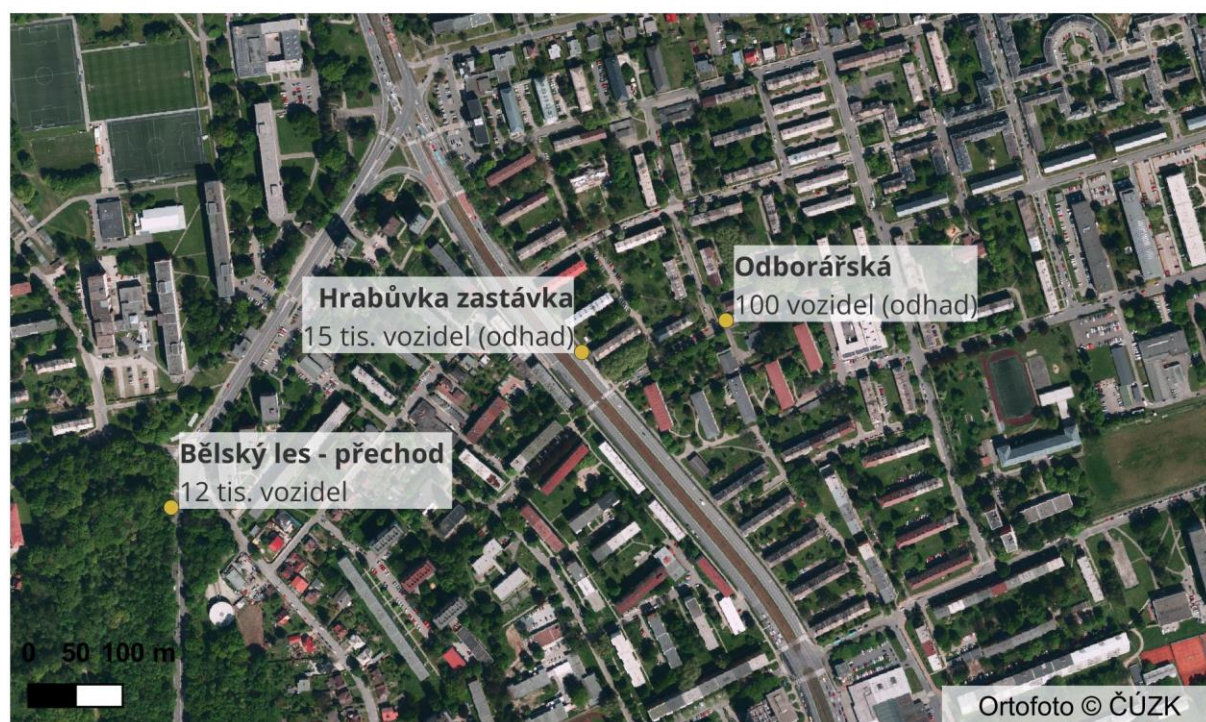 Odborářská
100 vozidel (odhad)
Hrabůvka zastávka
15 tis. vozidel (odhad)
Bělský les - přechod
12 tis. vozidel
0 50 100 m
Ortofoto © ČÚZK